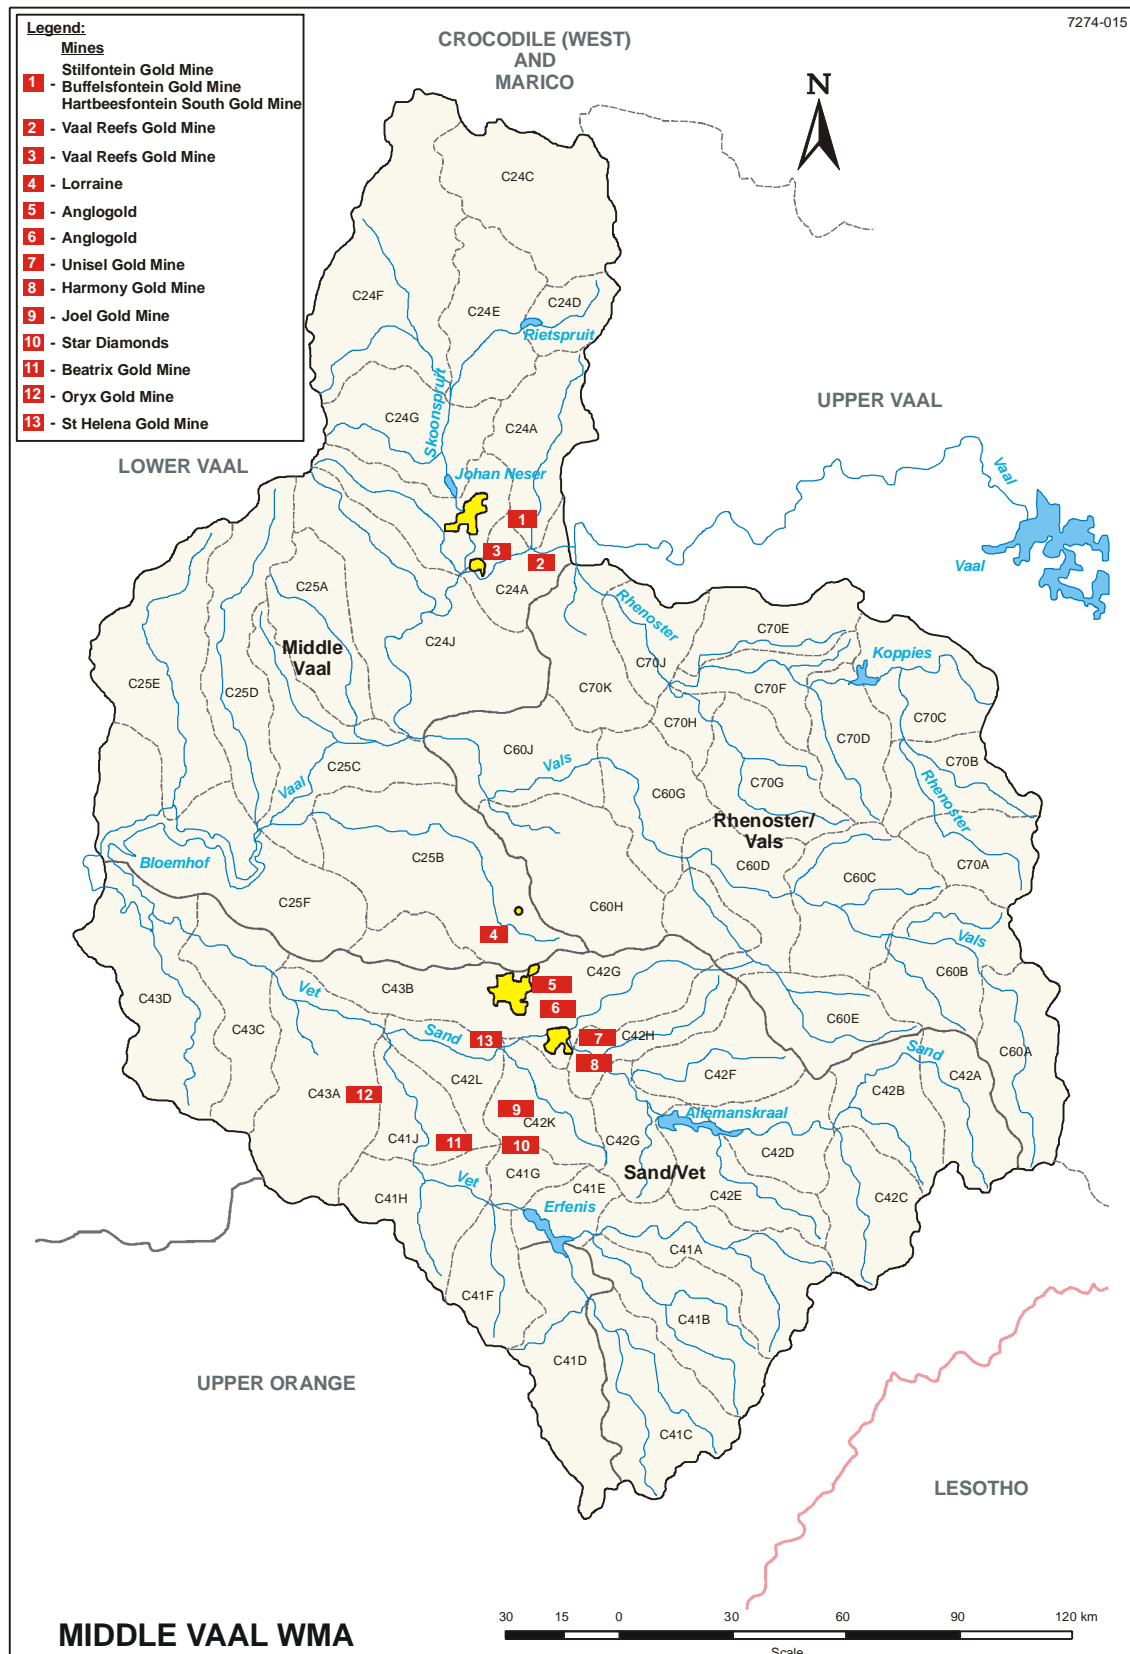 7274-015
Legend:
Mines
1 - Stilfontein Gold Mine
Buffelsfontein Gold Mine
Hartbeesfontein South Gold Mine
2 - Vaal Reefs Gold Mine
3 - Vaal Reefs Gold Mine
4 - Lorraine
5 - Anglogold
6 - Anglogold
7 - Unisel Gold Mine
8 - Harmony Gold Mine
9 - Joel Gold Mine
10 - Star Diamonds
11 - Beatrix Gold Mine
12 - Oryx Gold Mine
13 - St Helena Gold Mine
CROCODILE (WEST)
AND
MARICO
N
C24C
C24F
C24E
C24D
Rietspruit
UPPER VAAL
Skoonspruit
C24G
C24A
LOWER VAAL
Johan Neser
Vaal
1
3
2
Vaal
C25A
C24A
Rhenoster
C70E
C24J
Middle
Vaal
C70J
Koppies
C25E
C25D
C70K
C70F
C70C
C70H
C70D
C60J
Vals
C25C
C70B
Vaal
C60G
C70G
Rhenoster
Rhenoster/
Vals
Bloemhof
C25B
C60D
C60C
C70A
C25F
C60H
4
Vals
C42G
C60B
C43D
Vet
C43B
5
6
C43C
C60E
Sand
13
7
C42H
Sand
C60A
8
C42F
C42L
C42A
C42B
C43A
12
9
C42K
Allemanskraal
C41J
11
10
C42G
C42D
Sand/Vet
C41H
Vet
C41G
C41E
C42E
C42C
Erfenis
C41A
C41F
C41B
C41D
UPPER ORANGE
C41C
LESOTHO
MIDDLE VAAL WMA
30 15 0 30 60 90 120 km
Scale